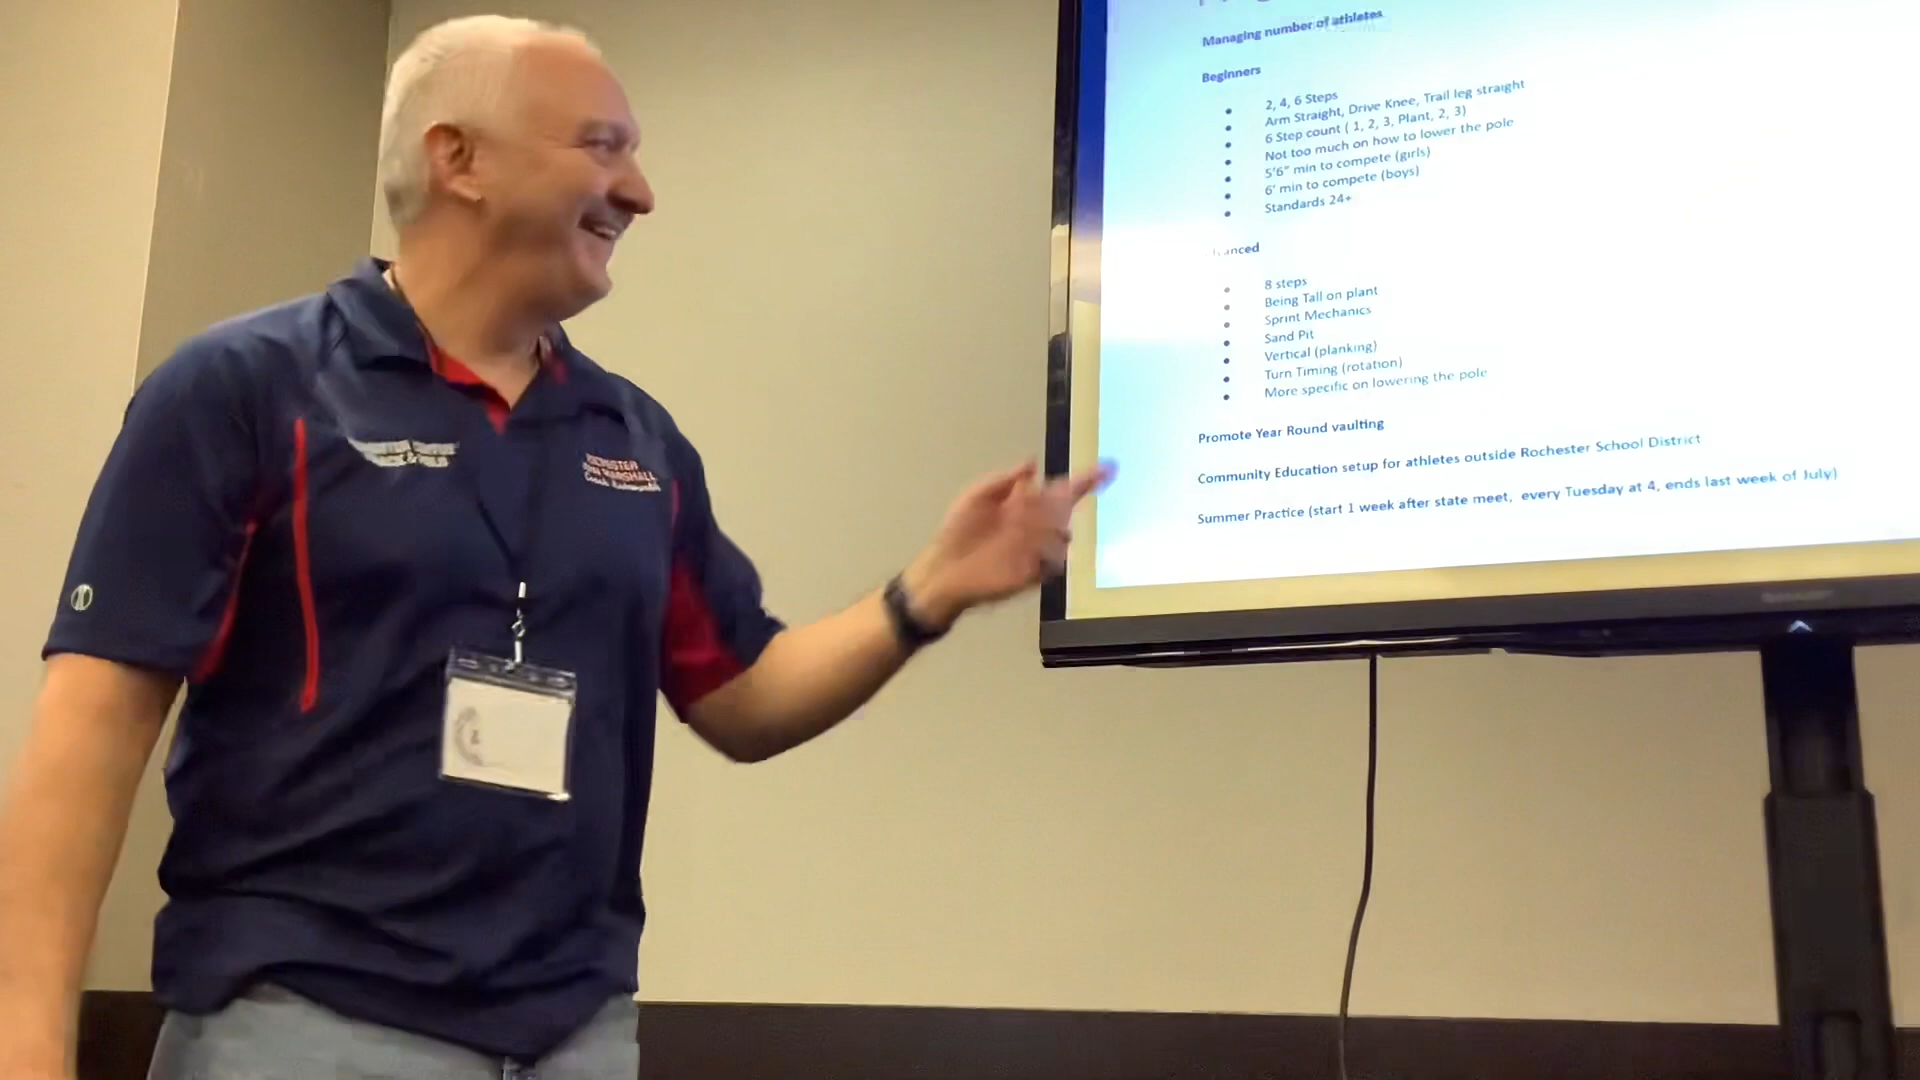 Managing number of athletes
Beginners
• 2, 4, 6 Steps
• Arm Straight, Drive Knee, Trail leg straight
• 6 Step count ( 1, 2, 3, Plant, 2, 3)
• Not too much on how to lower the pole
• 5'6" min to compete (girls)
• 6' min to compete (boys)
• Standards 24+
• 8 steps
• Being Tall on plant
• Sprint Mechanics
• Sand Pit
• Vertical (planking)
• Turn Timing (rotation)
• More specific on lowering the pole
Promote Year Round vaulting
Community Education setup for athletes outside Rochester School District
Summer Practice (start 1 week after state meet, every Tuesday at 4, ends last week of July)
ROCHESTER
JOHN MARSHALL
Coach